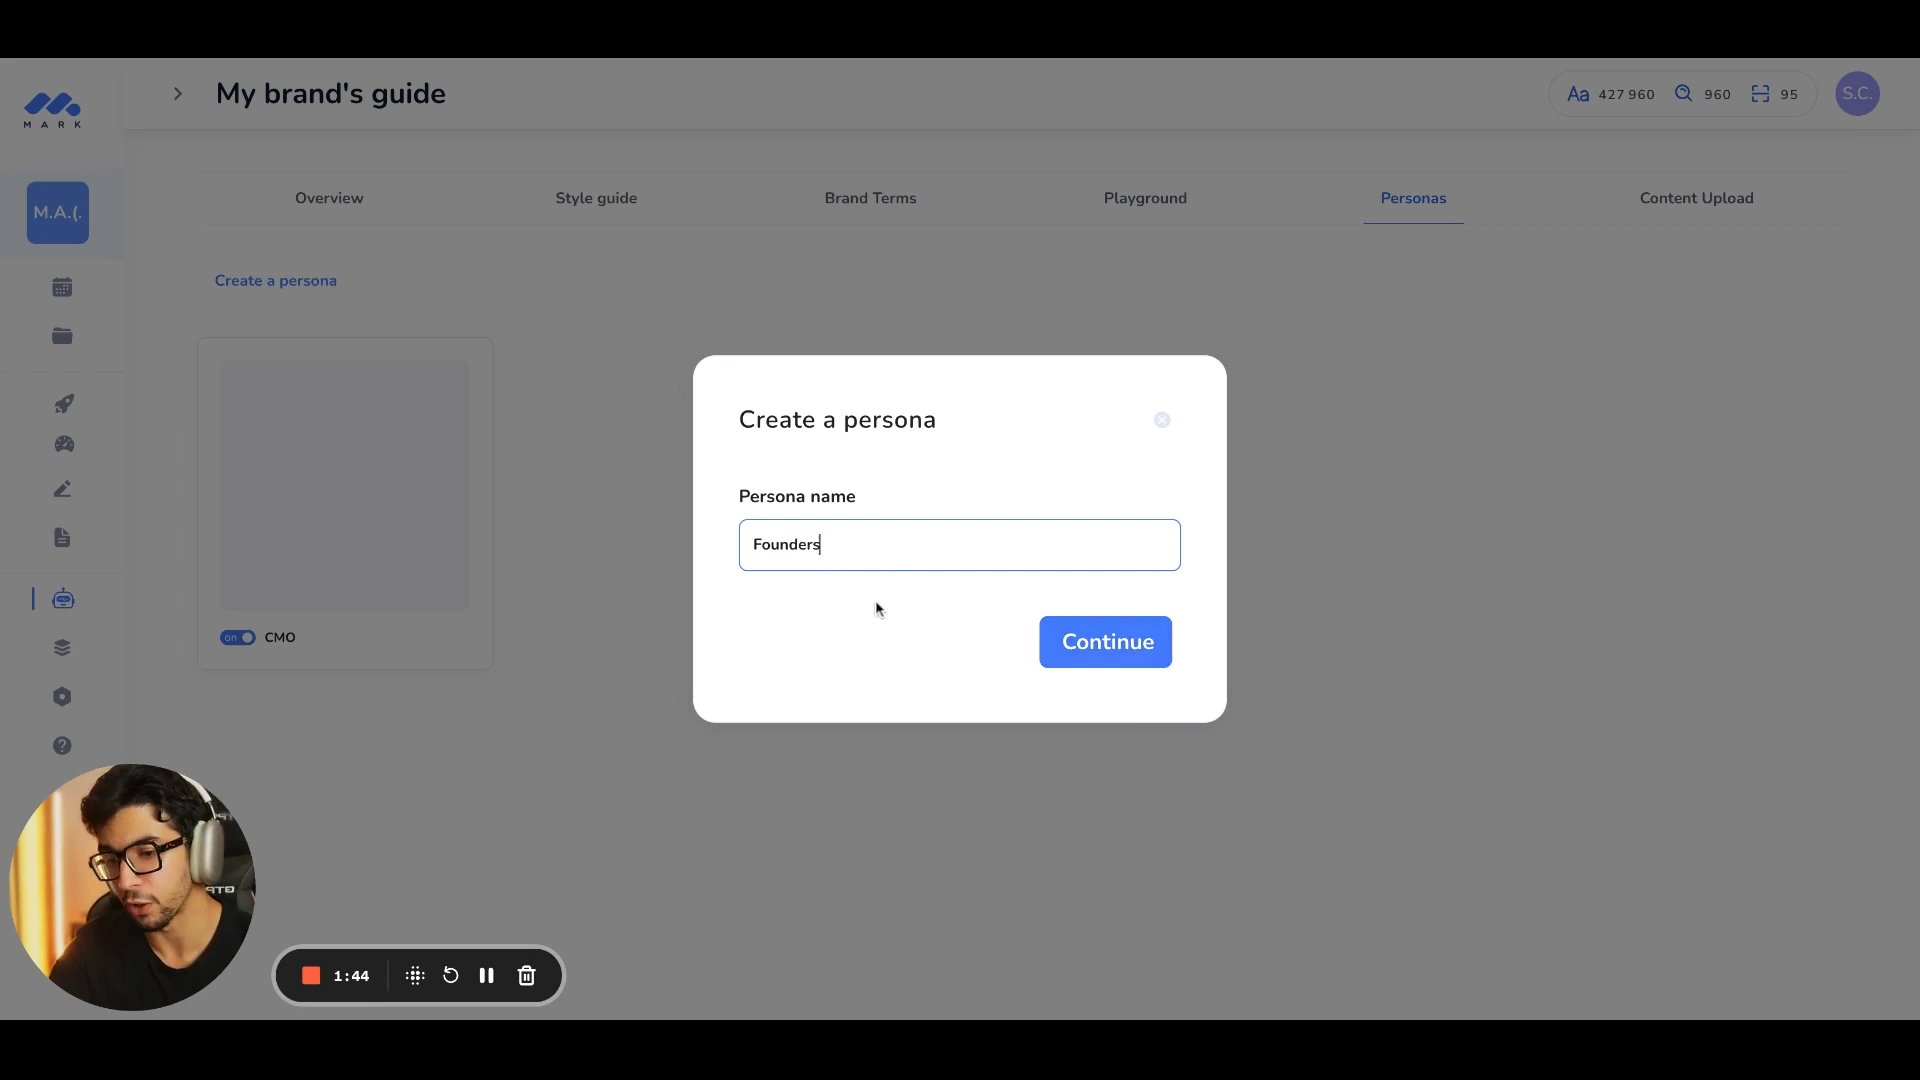 My brand's guide
Aa 427 960 960 95
S.C.
MARK
M.A.(.
Overview Style guide Brand Terms Playground Personas Content Upload
Create a persona
Create a persona
Persona name
Founders
Continue
on CMO
1:44